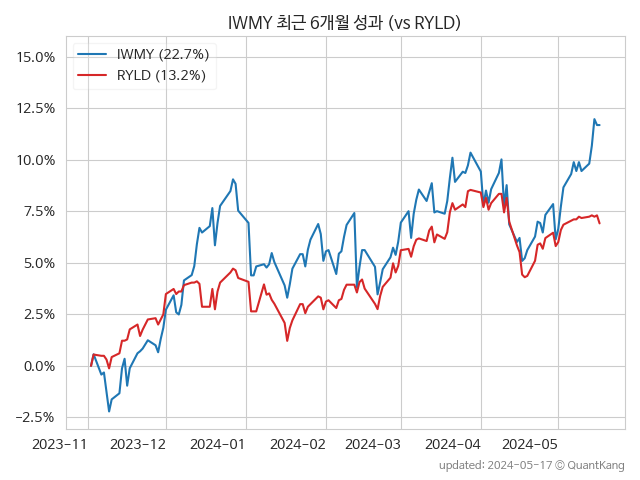 IWMY 최근 6개월 성과 (vs RYLD)
IWMY (22.7%)
RYLD (13.2%)
15.0%
12.5%
10.0%
7.5%
5.0%
2.5%
0.0%
−2.5%
2023-11 2023-12 2024-01 2024-02 2024-03 2024-04 2024-05
updated: 2024-05-17 © QuantKang